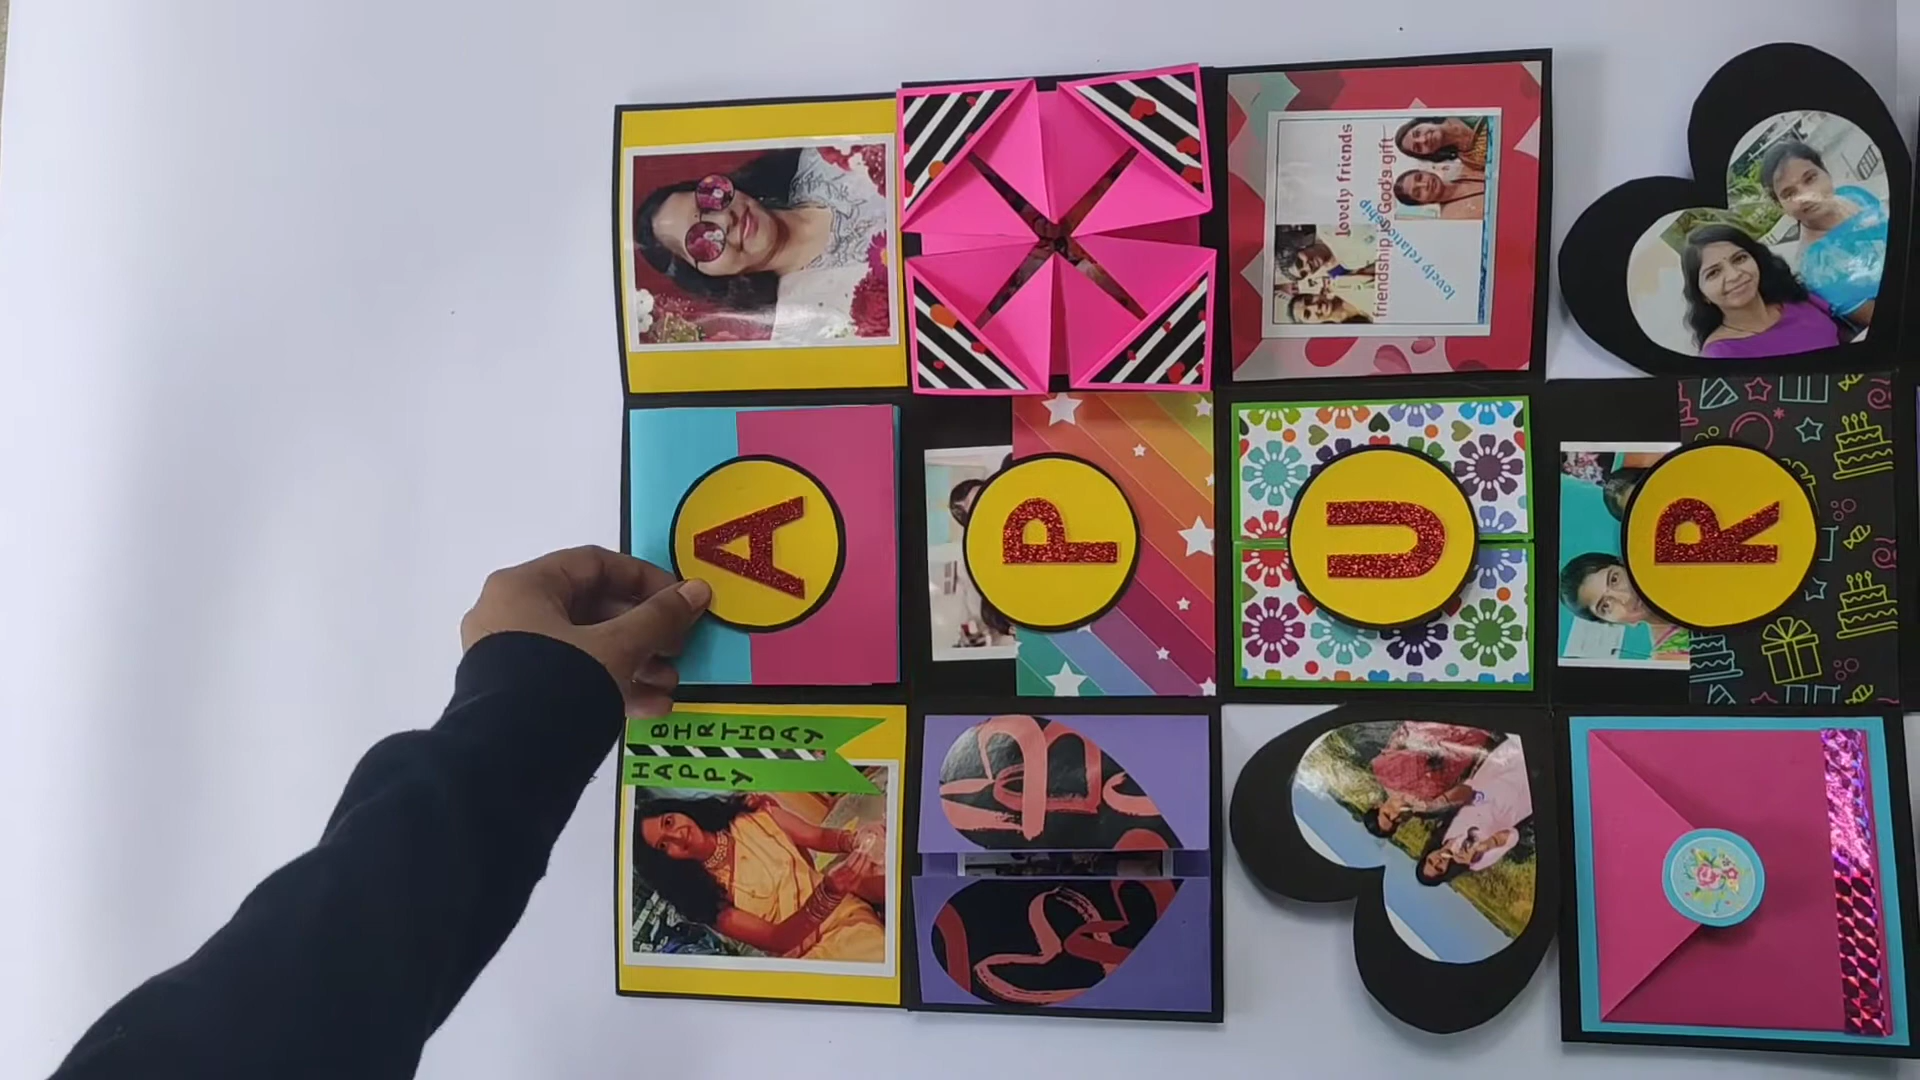 HAPPY
BIRTHDAY
A
P
U
R
lovely friends
friendship is God's gift
lovely relationship